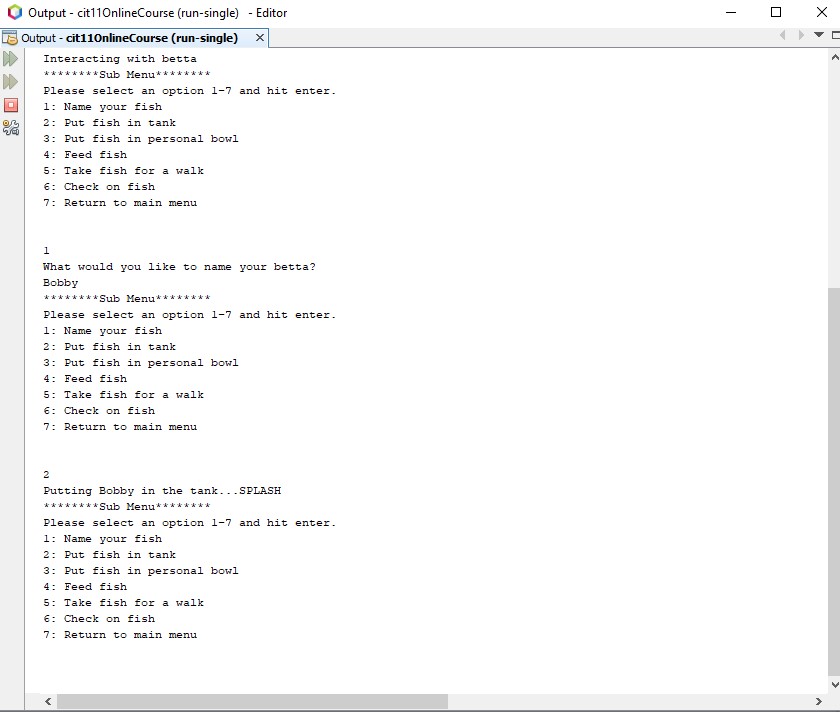 Output - cit11OnlineCourse (run-single)   - Editor
Output - cit11OnlineCourse (run-single)
Interacting with betta
********Sub Menu********
Please select an option 1-7 and hit enter.
1: Name your fish
2: Put fish in tank
3: Put fish in personal bowl
4: Feed fish
5: Take fish for a walk
6: Check on fish
7: Return to main menu
1
What would you like to name your betta?
Bobby
********Sub Menu********
Please select an option 1-7 and hit enter.
1: Name your fish
2: Put fish in tank
3: Put fish in personal bowl
4: Feed fish
5: Take fish for a walk
6: Check on fish
7: Return to main menu
2
Putting Bobby in the tank...SPLASH
********Sub Menu********
Please select an option 1-7 and hit enter.
1: Name your fish
2: Put fish in tank
3: Put fish in personal bowl
4: Feed fish
5: Take fish for a walk
6: Check on fish
7: Return to main menu